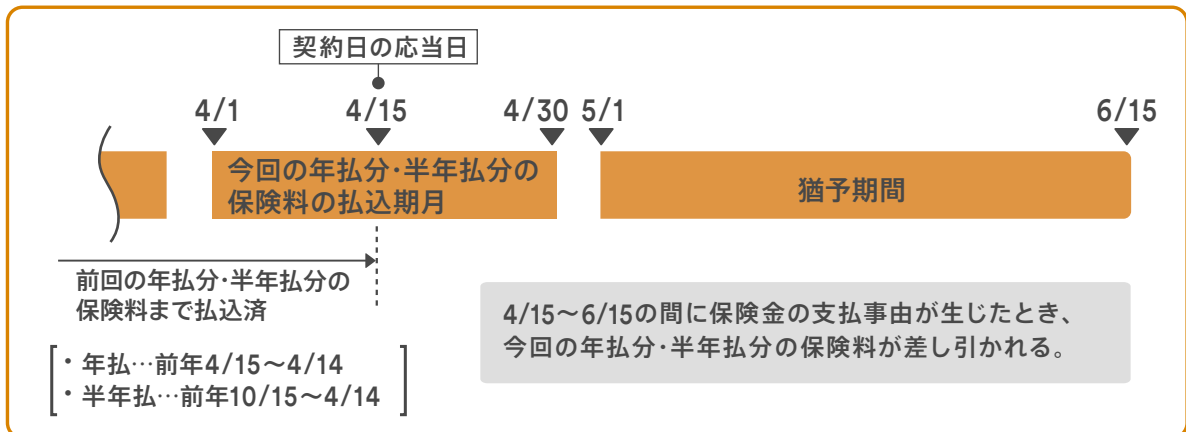 契約日の応当日
4/1
4/15
4/30
5/1
6/15
今回の年払分・半年払分の
保険料の払込期月
猶予期間
前回の年払分・半年払分の
保険料まで払込済
・年払…前年4/15〜4/14
・半年払…前年10/15〜4/14
4/15〜6/15の間に保険金の支払事由が生じたとき、
今回の年払分・半年払分の保険料が差し引かれる。